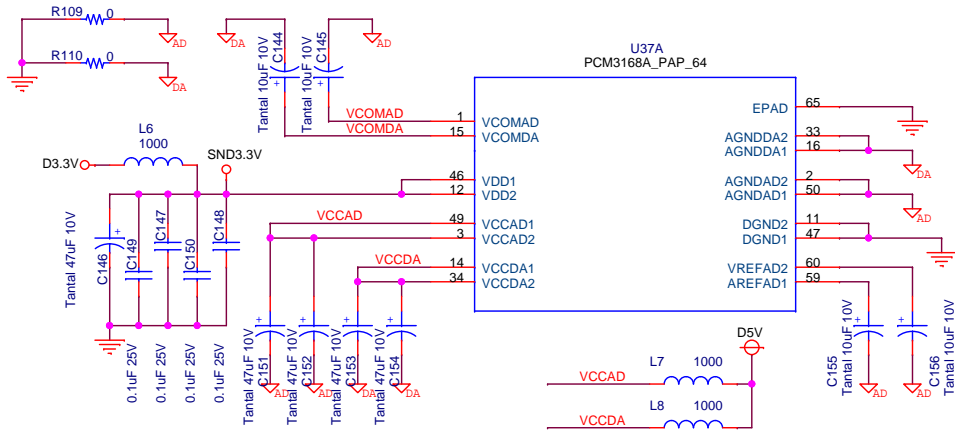 R109 0
AD
R110 0
DA
DA
C144
Tantal 10uF 10V
C145
Tantal 10uF 10V
AD
U37A
PCM3168A_PAP_64
VCOMAD 1 VCOMAD
VCOMDA 15 VCOMDA
EPAD 65
AGNDDA2 33
AGNDDA1 16
DA
L6
1000
D3.3V
SND3.3V
46 VDD1
12 VDD2
AGNDAD2 2
AGNDAD1 50
AD
VCCAD 49 VCCAD1
3 VCCAD2
DGND2 11
DGND1 47
VCCDA 14 VCCDA1
34 VCCDA2
VREFAD2 60
AREFAD1 59
Tantal 47uF 10V
C146
C149
C147
C150
C148
0.1uF 25V
0.1uF 25V
0.1uF 25V
0.1uF 25V
Tantal 47uF 10V
C151
AD
Tantal 47uF 10V
C152
AD
Tantal 47uF 10V
C153
DA
Tantal 47uF 10V
C154
DA
C155
Tantal 10uF 10V
AD
C156
Tantal 10uF 10V
AD
D5V
L7 1000
VCCAD
L8 1000
VCCDA